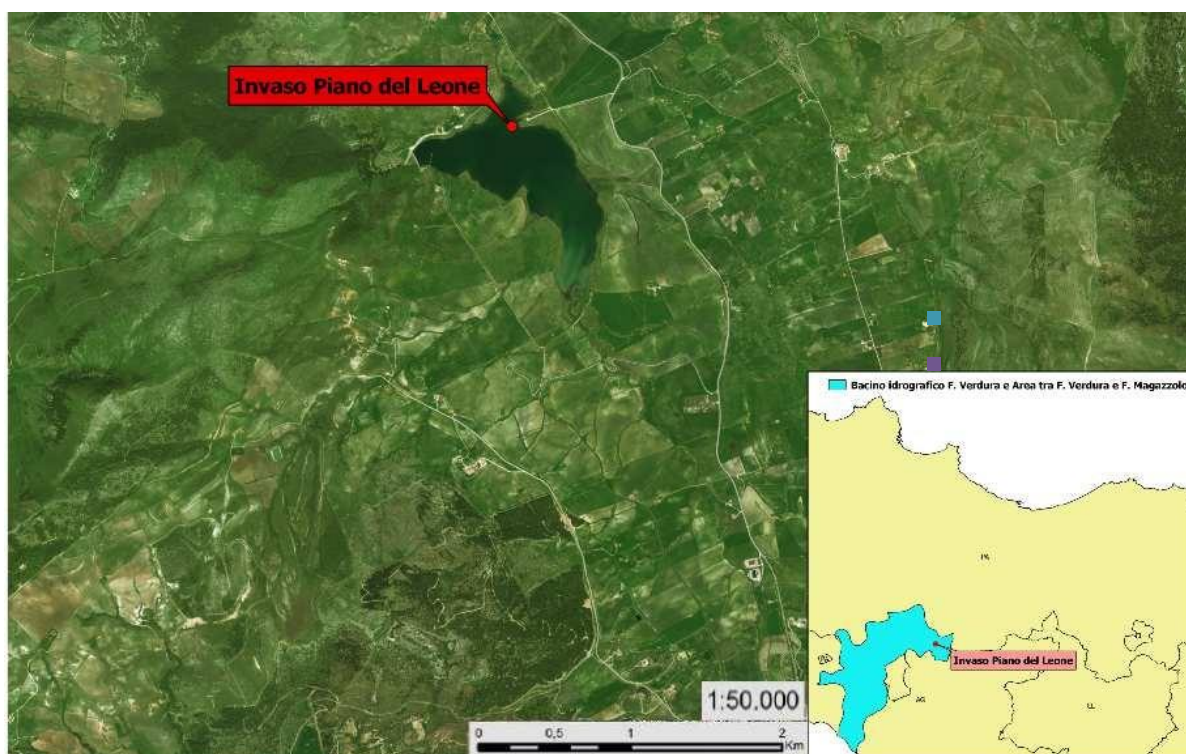 Invaso Piano del Leone
Bacino idrografico F. Verdura e Area tra F. Verdura e F. Magazzolo
PA
Invaso Piano del Leone
AG
CL
1:50.000
0 0,5 1 2
Km